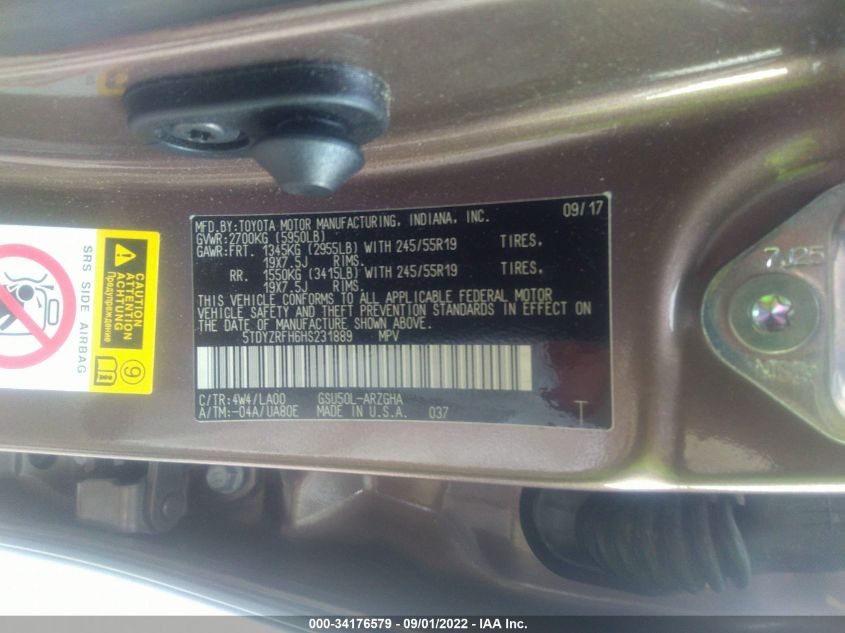 MFD.BY:TOYOTA MOTOR MANUFACTURING, INDIANA, INC. 09/17
GVWR:2700KG (5950LB)
GAWR:FRT. 1345KG (2955LB) WITH 245/55R19 TIRES,
19X7.5J RIMS.
RR. 1550KG (3415LB) WITH 245/55R19 TIRES,
19X7.5J RIMS.
THIS VEHICLE CONFORMS TO ALL APPLICABLE FEDERAL MOTOR
VEHICLE SAFETY AND THEFT PREVENTION STANDARDS IN EFFECT ON
THE DATE OF MANUFACTURE SHOWN ABOVE.
5TDYZRFH6HS231889 MPV
C/TR:4W4/LA00 GSU50L-ARZGHA
A/TM:-04A/UA80E MADE IN U.S.A. 037 T
SRS SIDE AIRBAG
CAUTION
ATTENTION
ACHTUNG
Предупреждение
9
7J25
000-34176579 - 09/01/2022 - IAA Inc.